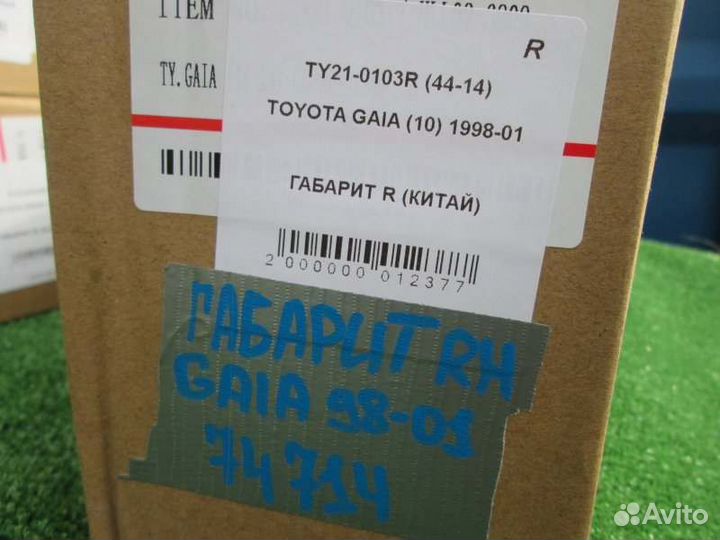 ITEM
TY.GAIA
R
TY21-0103R (44-14)
TOYOTA GAIA (10) 1998-01
ГАБАРИТ R (КИТАЙ)
2 000000 012377
ГАБАРИТ RH
GAIA 98-01
74714
Avito